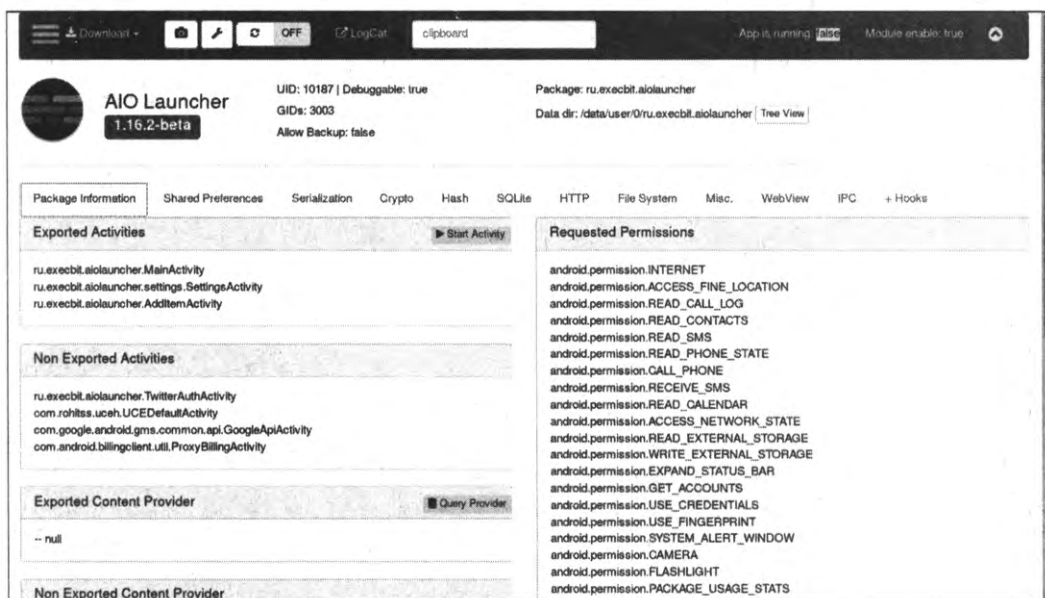 Download
OFF
LogCat
clipboard
App is running: false
Module enable: true
AIO Launcher
1.16.2-beta
UID: 10187 | Debuggable: true
GIDs: 3003
Allow Backup: false
Package: ru.execbit.aiolauncher
Data dir: /data/user/0/ru.execbit.aiolauncher Tree View
Package Information Shared Preferences Serialization Crypto Hash SQLite HTTP File System Misc. WebView IPC + Hooks
Exported Activities Start Activity
ru.execbit.aiolauncher.MainActivity
ru.execbit.aiolauncher.settings.SettingsActivity
ru.execbit.aiolauncher.AddItemActivity
Non Exported Activities
ru.execbit.aiolauncher.TwitterAuthActivity
com.rohitss.uceh.UCEDefaultActivity
com.google.android.gms.common.api.GoogleApiActivity
com.android.billingclient.util.ProxyBillingActivity
Exported Content Provider Query Provider
-- null
Non Exported Content Provider
Requested Permissions
android.permission.INTERNET
android.permission.ACCESS_FINE_LOCATION
android.permission.READ_CALL_LOG
android.permission.READ_CONTACTS
android.permission.READ_SMS
android.permission.READ_PHONE_STATE
android.permission.CALL_PHONE
android.permission.RECEIVE_SMS
android.permission.READ_CALENDAR
android.permission.ACCESS_NETWORK_STATE
android.permission.READ_EXTERNAL_STORAGE
android.permission.WRITE_EXTERNAL_STORAGE
android.permission.EXPAND_STATUS_BAR
android.permission.GET_ACCOUNTS
android.permission.USE_CREDENTIALS
android.permission.USE_FINGERPRINT
android.permission.SYSTEM_ALERT_WINDOW
android.permission.CAMERA
android.permission.FLASHLIGHT
android.permission.PACKAGE_USAGE_STATS